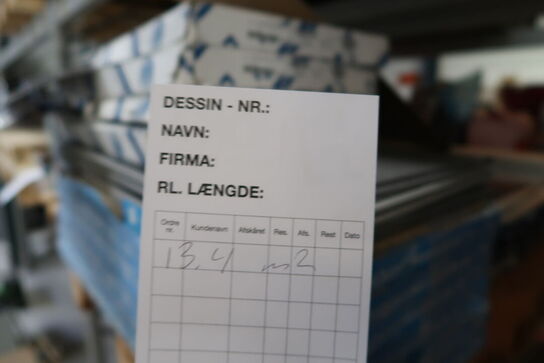 DESSIN - NR.:
NAVN:
FIRMA:
RL. LÆNGDE:
Ordre nr. Kundenavn Afskåret Res. Afs. Rest Dato
13,4 m2